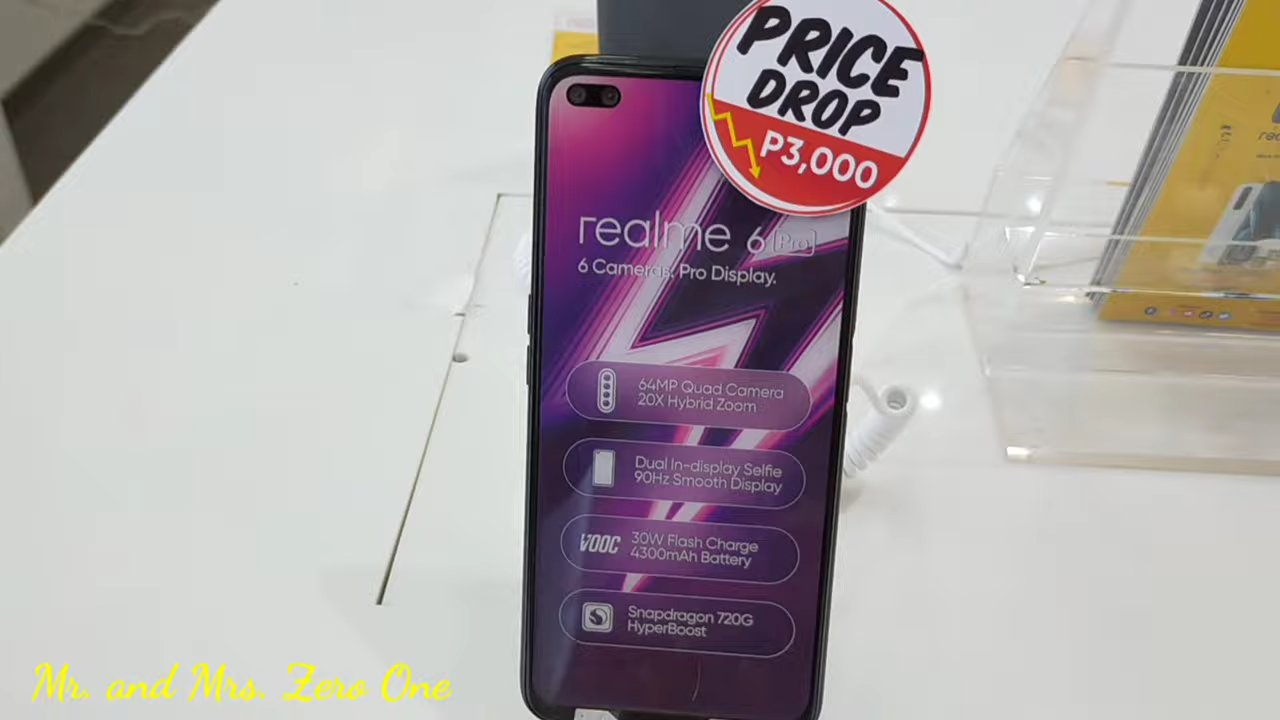 PRICE
DROP
₱3,000
realme 6 Pro
6 Cameras. Pro Display.
64MP Quad Camera
20X Hybrid Zoom
Dual In-display Selfie
90Hz Smooth Display
VOOC
30W Flash Charge
4300mAh Battery
Snapdragon 720G
HyperBoost
Mr. and Mrs. Zero One